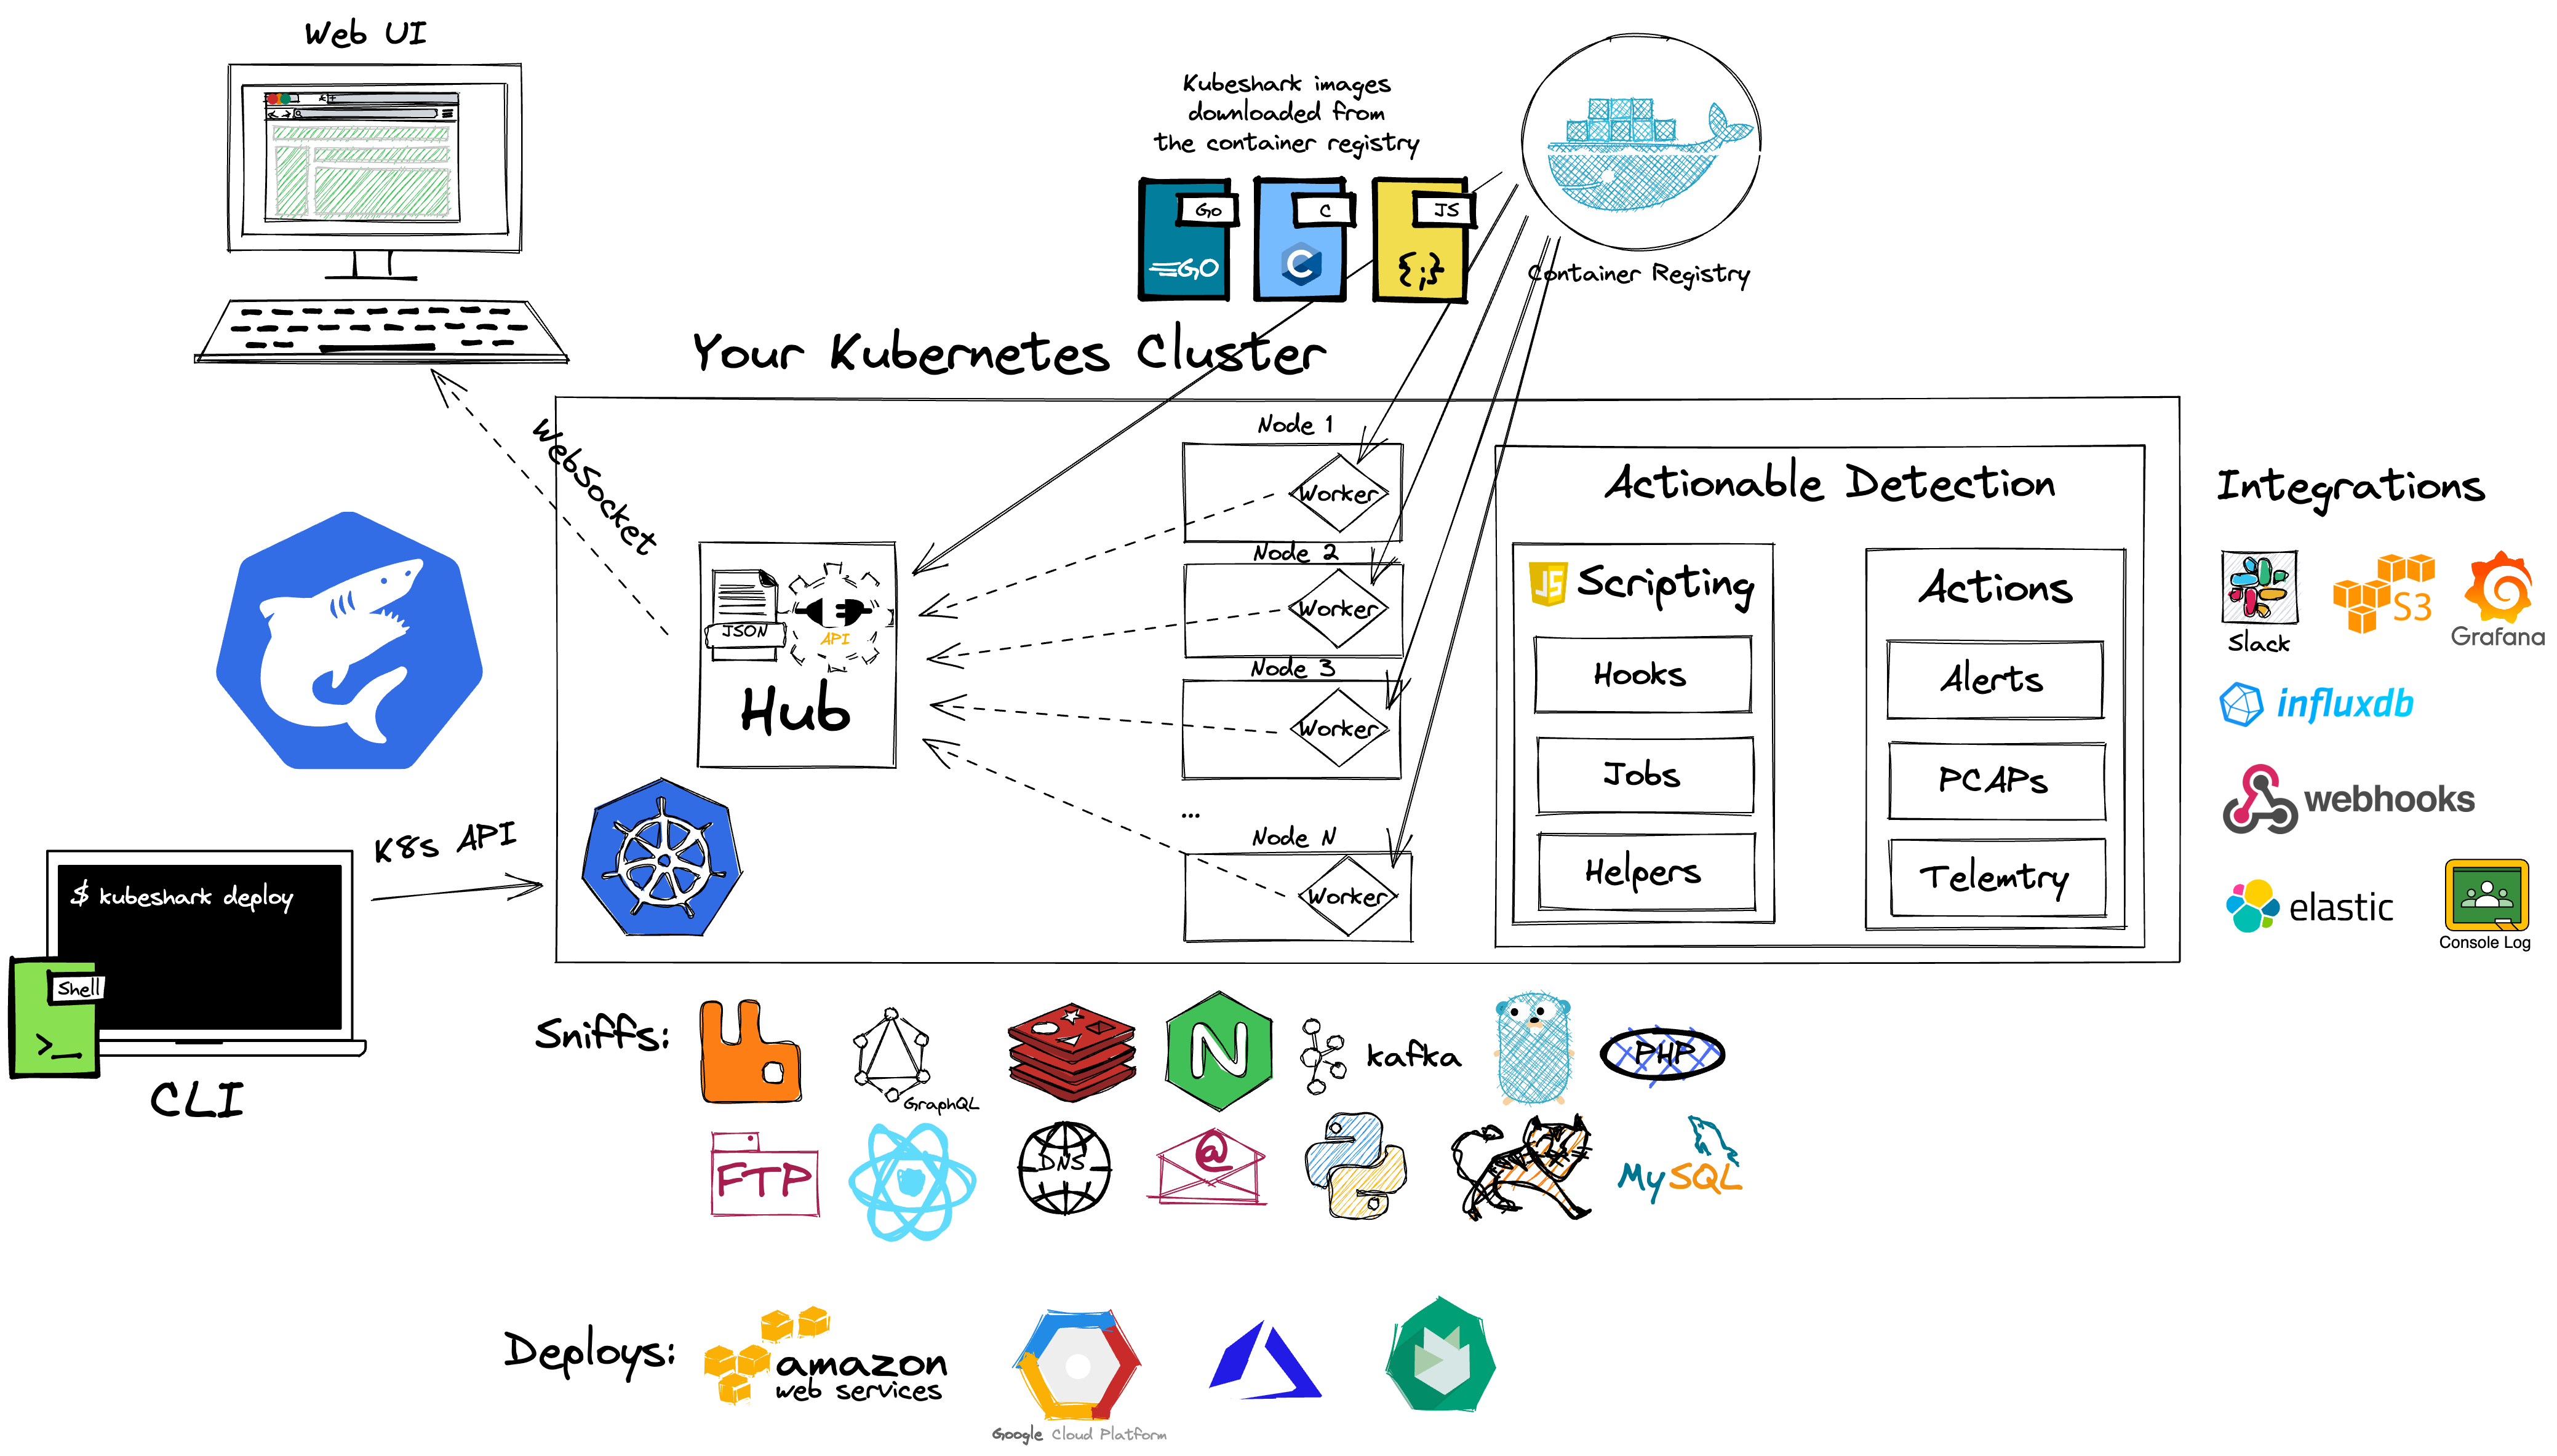 Web UI
Kubeshark images
downloaded from
the container registry
Go
GO
C
C
JS
{;}
Container Registry
Your Kubernetes Cluster
WebSocket
Node 1
Worker
Node 2
Worker
Node 3
Worker
...
Node N
Worker
JSON
API
Hub
Actionable Detection
JS
Scripting
Hooks
Jobs
Helpers
Actions
Alerts
PCAPs
Telemtry
Integrations
Slack
S3
Grafana
influxdb
webhooks
elastic
Console Log
K8s API
$ kubeshark deploy
Shell
>_
CLI
Sniffs:
GraphQL
N
kafka
PHP
FTP
DNS
@
MySQL
Deploys:
amazon
web services
Google Cloud Platform